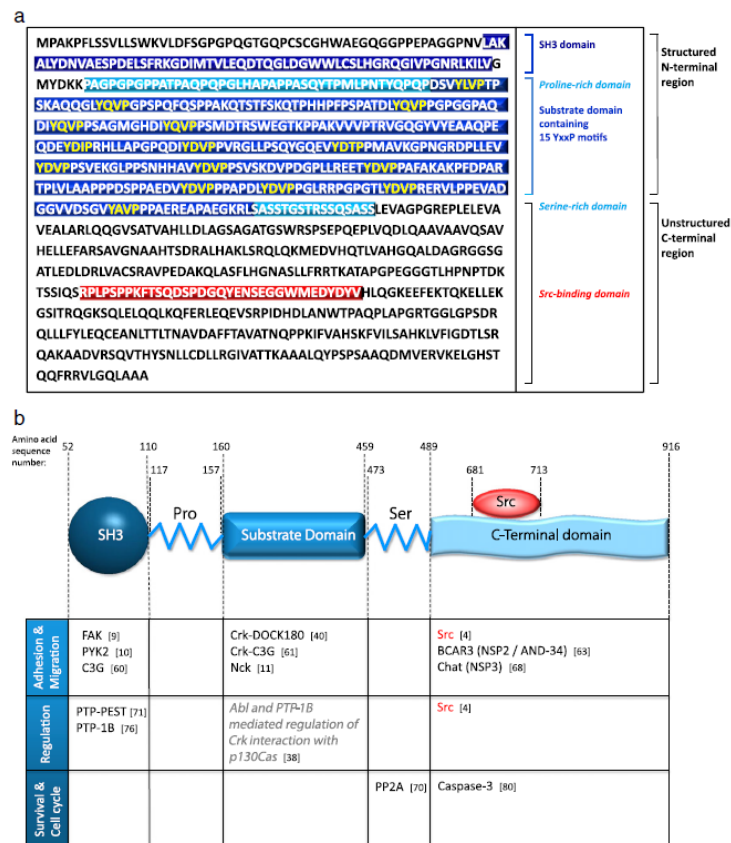 a
MPAKPFLSSVLLSWKVLDFSGPGPQGTGQPCSCGHWAEGQGGPPEPAGGPNVLAK
ALYDNVAESPDELSFRKGDIMTVLEQDTQGLDGWWLCSLHGRQGIVPGNRLKILVG
MYDKKPAGPGPGPPATPAQPQPGLHAPAPPASQYTPMLPNTYQPQPDSVYLVPTP
SKAQQGLYQVPGPSPQFQSPPAKQTSTFSKQTPHHPFPSPATDLYQVPPGPGGPAQ
DIYQVPPSAGMGHDIYQVPPSMDTRSWEGTKPPAKVVVPTRVGQGYVYEAAQPE
QDEYDIPRHLLAPGPQDIYDVPPVRGLLPSQYGQEVYDTPPMAVKGPNGRDPLLEV
YDVPPSVEKGLPPSNHHAVYDVPPSVSKDVPDGPLLREETYDVPPAFAKAKPFDPAR
TPLVLAAPPPDSPPAEDVYDVPPPAPDLYDVPPGLRRPGPGTLYDVPRERVLPPEVAD
GGVVDSGVYAVPPPAEREAPAEGKRLSASSTGSTRSSQSASSLEVAGPGREPLELEVA
VEALARLQQGVSATVAHLLDLAGSAGATGSWRSPSEPQEPLVQDLQAAVAAVQSAV
HELLEFARSAVGNAAHTSDRALHAKLSRQLQKMEDVHQTLVAHGQALDAGRGGSG
ATLEDLDRLVACSRAVPEDAKQLASFLHGNASLLFRRTKATAPGPEGGGTLHPNPTDK
TSSIQSRPLPSPPKFTSQDSPDGQYENSEGGWMEDYDYVHLQGKEEFEKTQKELLEK
GSITRQGKSQLELQQLKQFERLEQEVSRPIDHDLANWTPAQPLAPGRTGGLGPSDR
QLLLFYLEQCEANLTTLTNAVDAFFTAVATNQPPKIFVAHSKFVILSAHKLVFIGDTLSR
QAKAADVRSQVTHYSNLLCDLLRGIVATTKAAALQYPSPSAAQDMVERVKELGHST
QQFRRVLGQLAAA
SH3 domain
Proline-rich domain
Substrate domain
containing
15 YxxP motifs
Serine-rich domain
Src-binding domain
Structured
N-terminal
region
Unstructured
C-terminal
region
b
Amino acid
sequence
number:
52 110 160 459 489 916
117 157 473 681 713
SH3
Pro
Substrate Domain
Ser
Src
C-Terminal domain
Adhesion &
Migration
FAK [9]
PYK2 [10]
C3G [60]
Crk-DOCK180 [40]
Crk-C3G [61]
Nck [11]
Src [4]
BCAR3 (NSP2 / AND-34) [63]
Chat (NSP3) [68]
Regulation
PTP-PEST [71]
PTP-1B [76]
Abl and PTP-1B
mediated regulation of
Crk interaction with
p130Cas [38]
Src [4]
Survival &
Cell cycle
PP2A [70]
Caspase-3 [80]